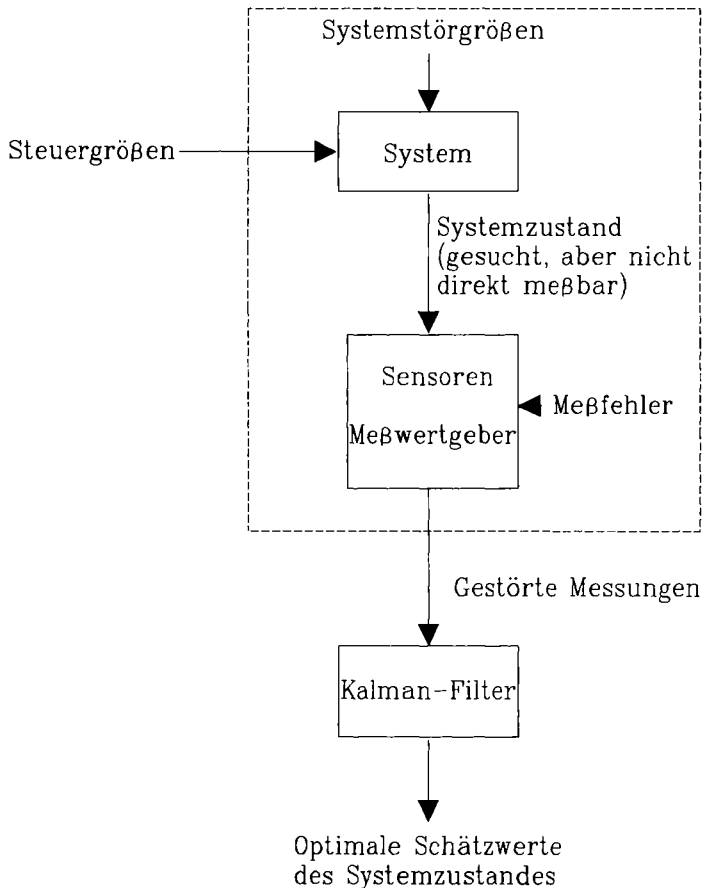 Systemstörgrößen
Steuergrößen
System
Systemzustand
(gesucht, aber nicht
direkt meßbar)
Sensoren
Meßwertgeber
Meßfehler
Gestörte Messungen
Kalman-Filter
Optimale Schätzwerte
des Systemzustandes